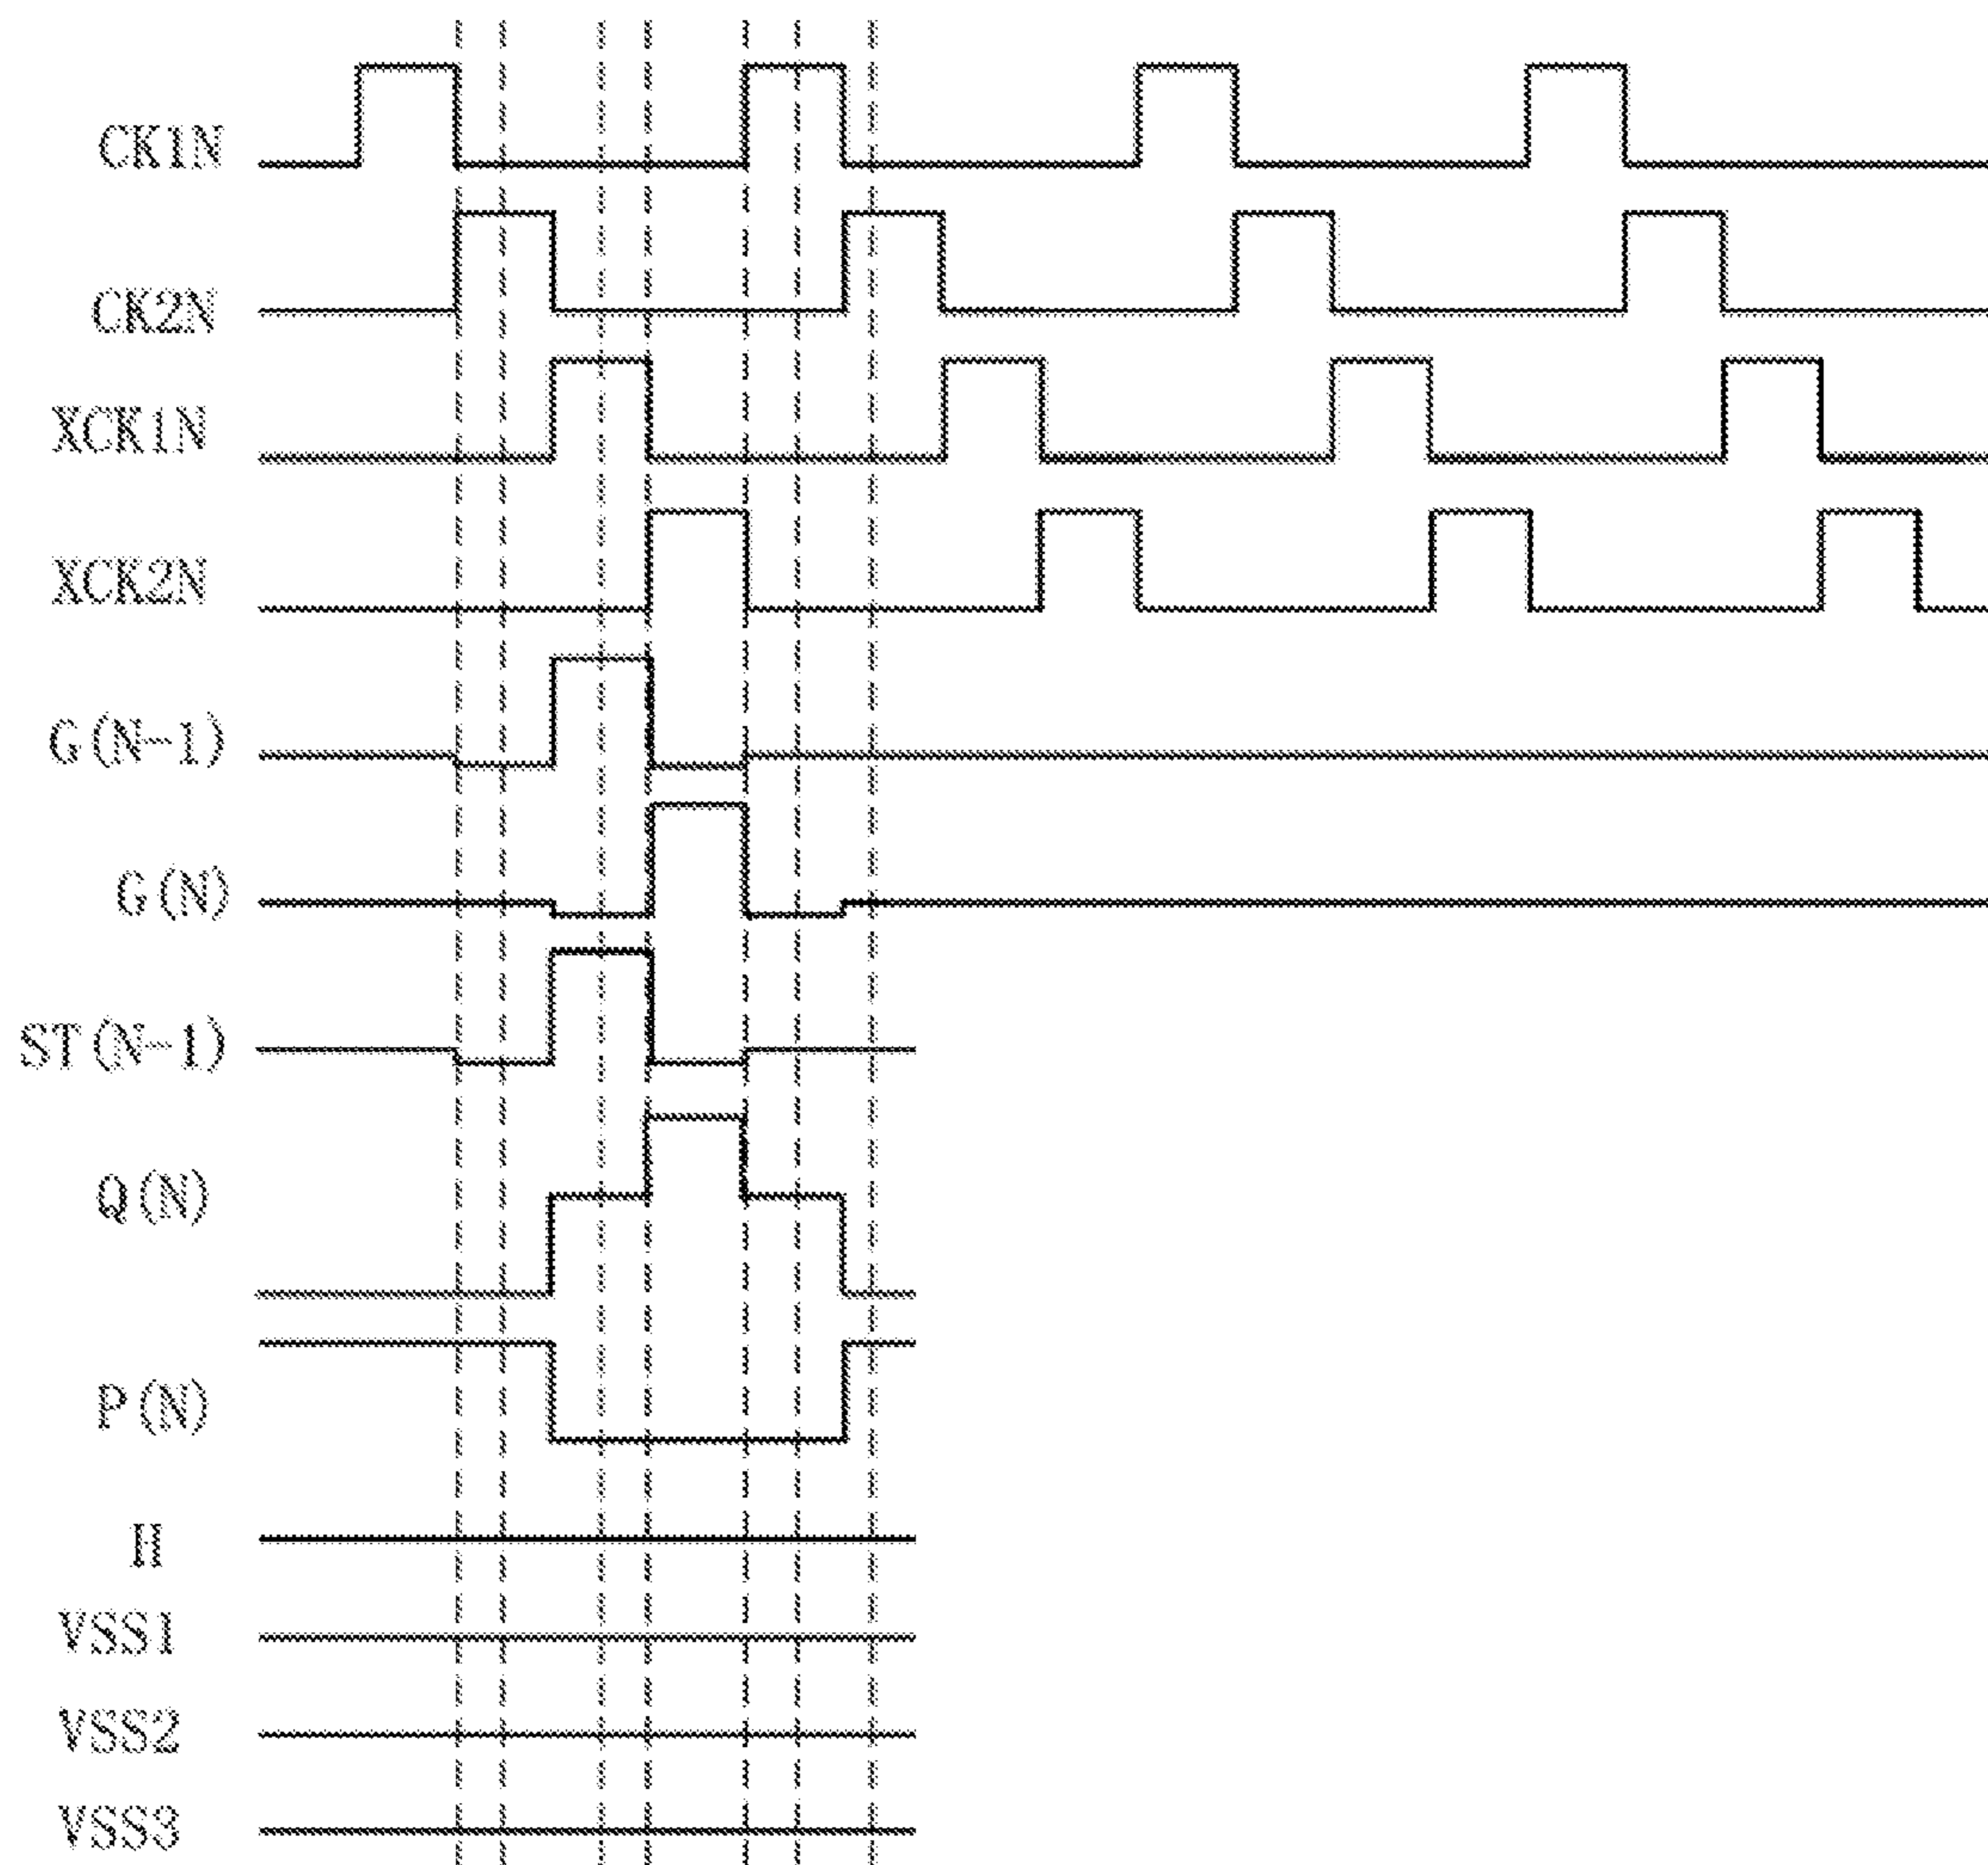 CK1N
CK2N
XCK1N
XCK2N
G(N-1)
G(N)
ST(N-1)
Q(N)
P(N)
H
VSS1
VSS2
VSS3